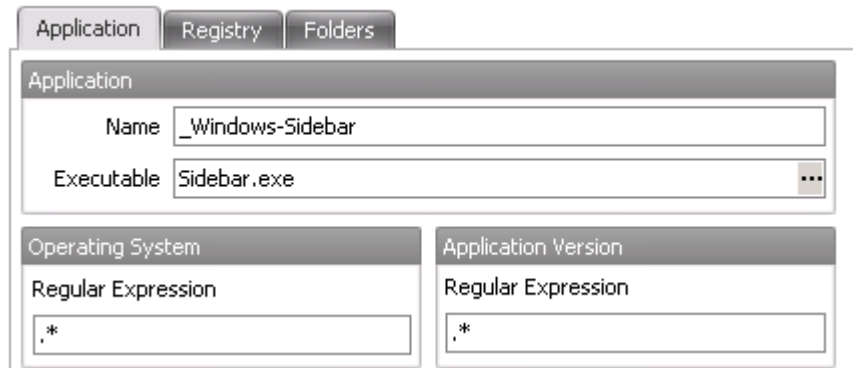 Application Registry Folders
Application
Name _Windows-Sidebar
Executable Sidebar.exe ...
Operating System Application Version
Regular Expression Regular Expression
.* .*